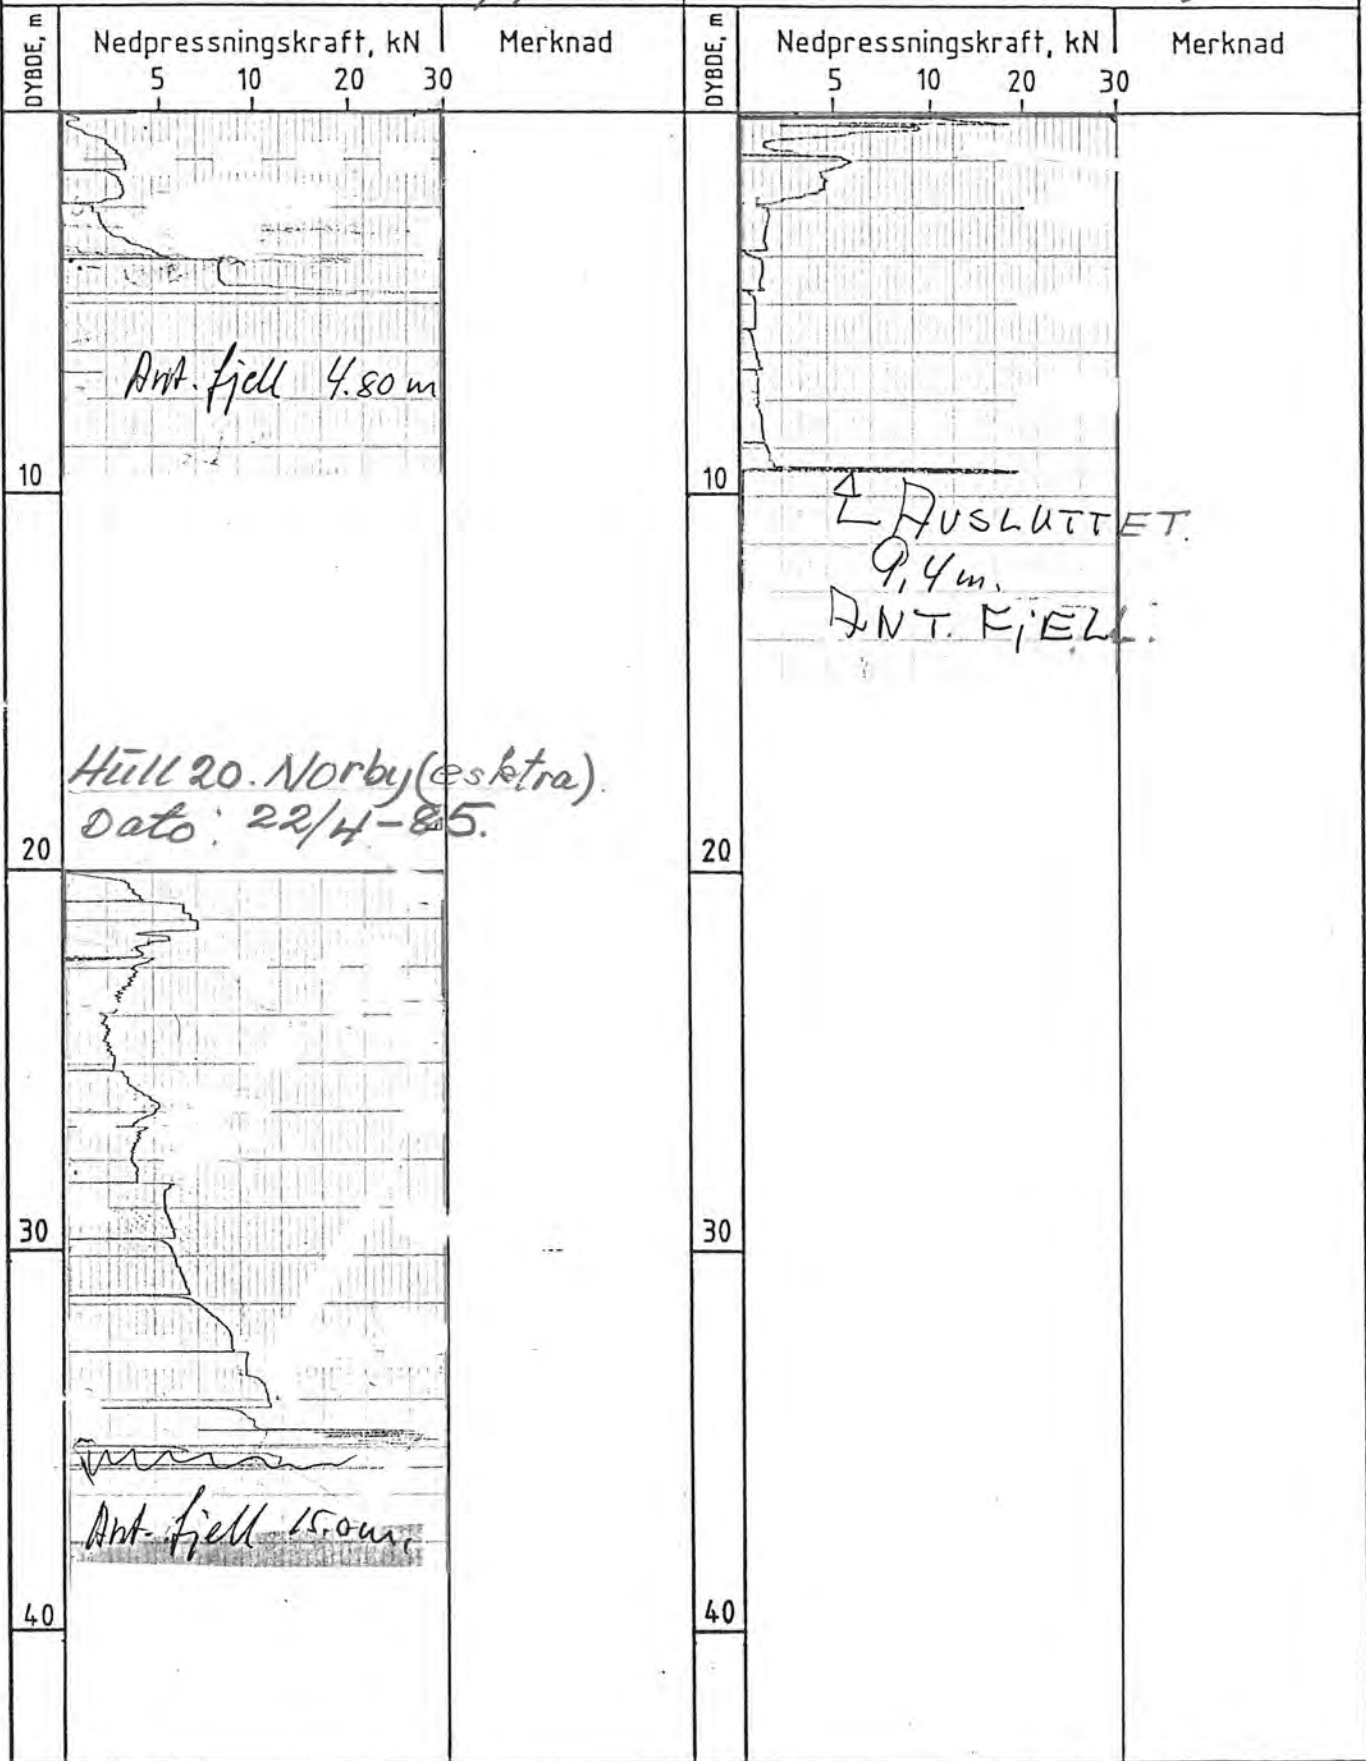 DYBDE, m
Nedpressningskraft, kN
Merknad
5 10 20 30
Ant. fjell 4.80 m
10
Hull 20. Norby (esktra).
Dato: 22/4-85.
20
30
Ant. fjell 15.0 m.
40
DYBDE, m
Nedpressningskraft, kN
Merknad
5 10 20 30
10
AVSLUTTET.
9,4 m.
ANT. FJELL.
20
30
40